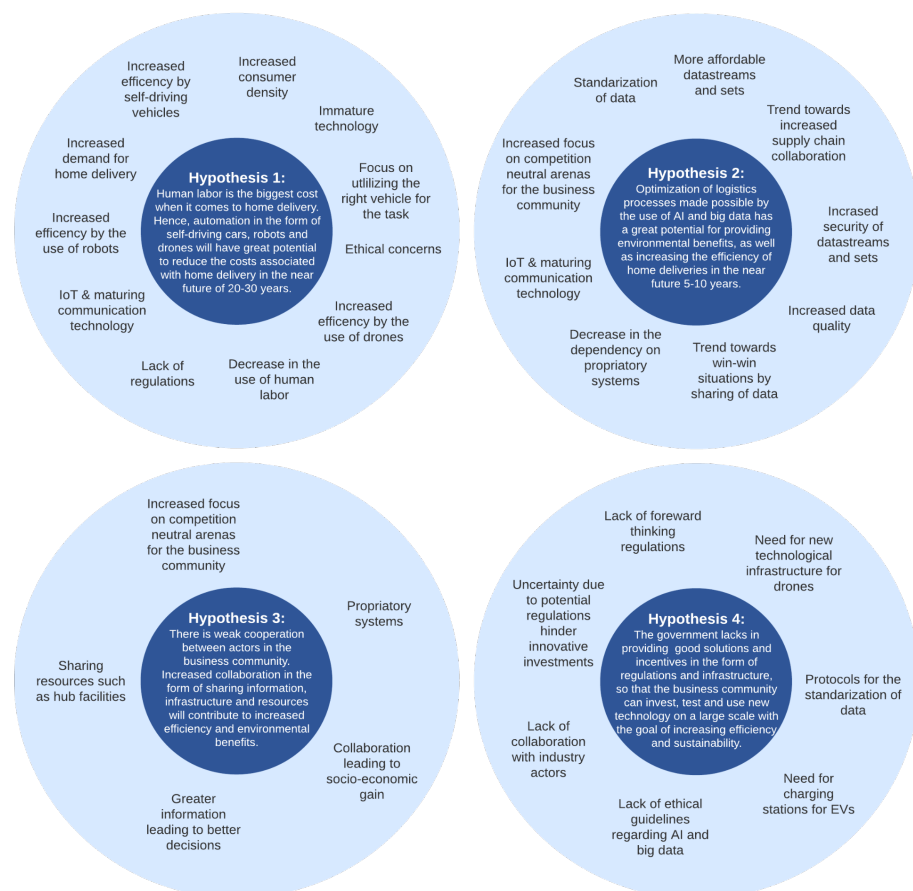 Increased
efficency by
self-driving
vehicles
Increased
consumer
density
Immature
technology
Increased
demand for
home delivery
Focus on
utlilizing the
right vehicle for
the task
Increased
efficency by the
use of robots
Ethical concerns
IoT & maturing
communication
technology
Increased
efficency by the
use of drones
Lack of
regulations
Decrease in the
use of human
labor
Hypothesis 1:
Human labor is the biggest cost
when it comes to home delivery.
Hence, automation in the form of
self-driving cars, robots and
drones will have great potential
to reduce the costs associated
with home delivery in the near
future of 20-30 years.
Standarization
of data
More affordable
datastreams
and sets
Trend towards
increased
supply chain
collaboration
Increased focus
on competition
neutral arenas
for the business
community
Incrased
security of
datastreams
and sets
IoT & maturing
communication
technology
Increased data
quality
Decrease in the
dependency on
propriatory
systems
Trend towards
win-win
situations by
sharing of data
Hypothesis 2:
Optimization of logistics
processes made possible
by the use of AI and big data has
a great potential for providing
environmental benefits, as well
as increasing the efficiency of
home deliveries in the near
future 5-10 years.
Increased focus
on competition
neutral arenas
for the business
community
Propriatory
systems
Sharing
resources such
as hub facilities
Collaboration
leading to
socio-economic
gain
Greater
information
leading to better
decisions
Hypothesis 3:
There is weak cooperation
between actors in the
business community.
Increased collaboration in the
form of sharing information,
infrastructure and resources
will contribute to increased
efficiency and environmental
benefits.
Lack of foreward
thinking
regulations
Need for new
technological
infrastructure for
drones
Uncertainty due
to potential
regulations
hinder
innovative
investments
Protocols for the
standarization of
data
Lack of
collaboration
with industry
actors
Need for
charging
stations for EVs
Lack of ethical
guidelines
regarding AI and
big data
Hypothesis 4:
The government lacks in
providing good solutions and
incentives in the form of
regulations and infrastructure,
so that the business community
can invest, test and use new
technology on a large scale with
the goal of increasing efficiency
and sustainability.